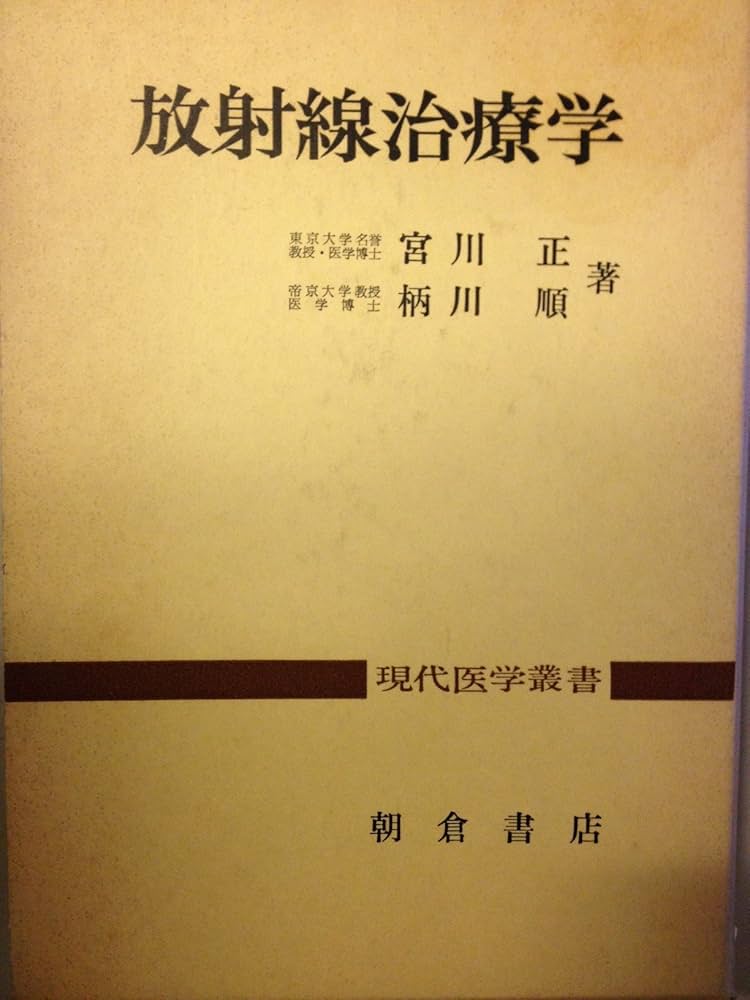 放射線治療学
東京大学名誉
教授・医学博士 宮川 正
帝京大学教授
医学博士 柄川 順
著
現代医学叢書
朝倉書店